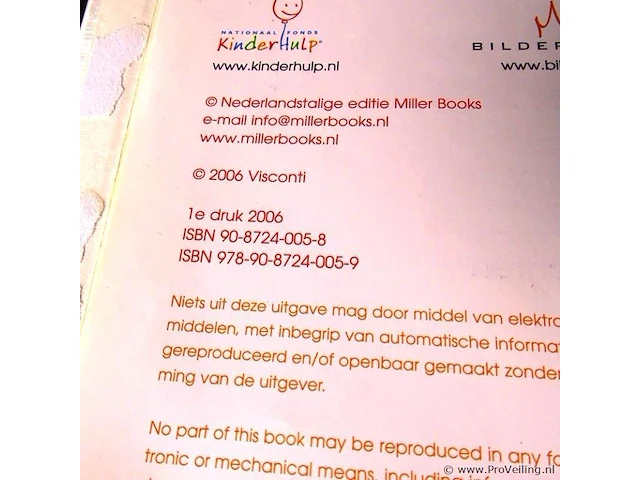 NATIONAAL FONDS
KinderHulp
www.kinderhulp.nl
BILDER
www.bi
© Nederlandstalige editie Miller Books
e-mail info@millerbooks.nl
www.millerbooks.nl
© 2006 Visconti
1e druk 2006
ISBN 90-8724-005-8
ISBN 978-90-8724-005-9
Niets uit deze uitgave mag door middel van elektro
middelen, met inbegrip van automatische informat
gereproduceerd en/of openbaar gemaakt zonder
ming van de uitgever.
No part of this book may be reproduced in any fo
tronic or mechanical means, including
© www.ProVeiling.nl